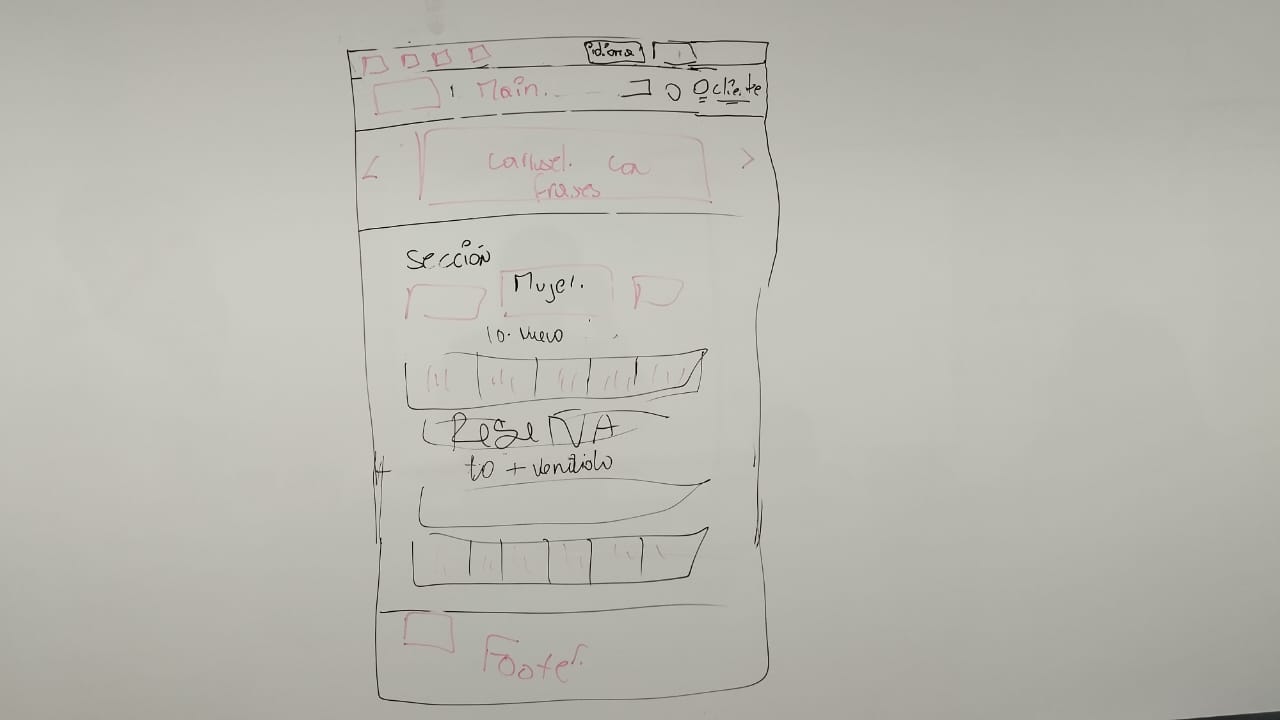 idioma
Main.
cliente
< carrusel. con >
frases
Sección
Mujer.
lo nuevo
ReseRVA
lo + vendido
Footer.